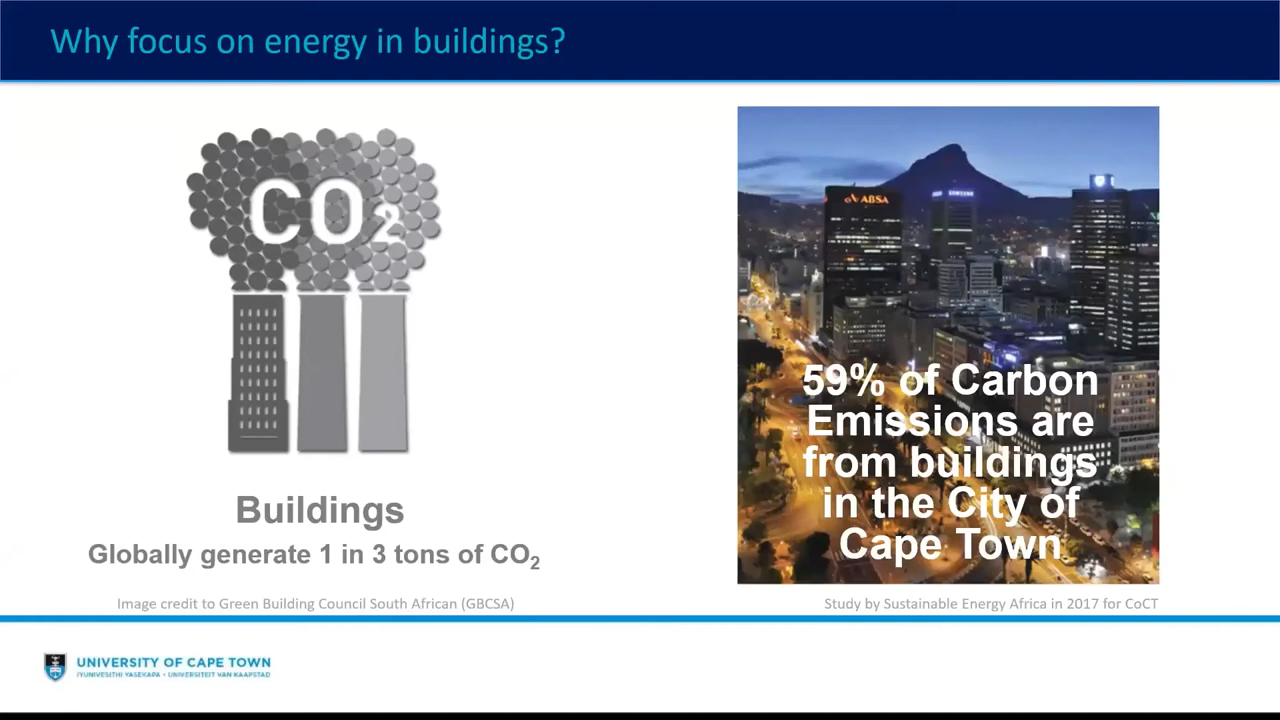 Why focus on energy in buildings?
CO2
Buildings
Globally generate 1 in 3 tons of CO2
Image credit to Green Building Council South African (GBCSA)
ABSA
59% of Carbon
Emissions are
from buildings
in the City of
Cape Town
Study by Sustainable Energy Africa in 2017 for CoCT
UNIVERSITY OF CAPE TOWN
IYUNIVESITHI YASEKAPA • UNIVERSITEIT VAN KAAPSTAD